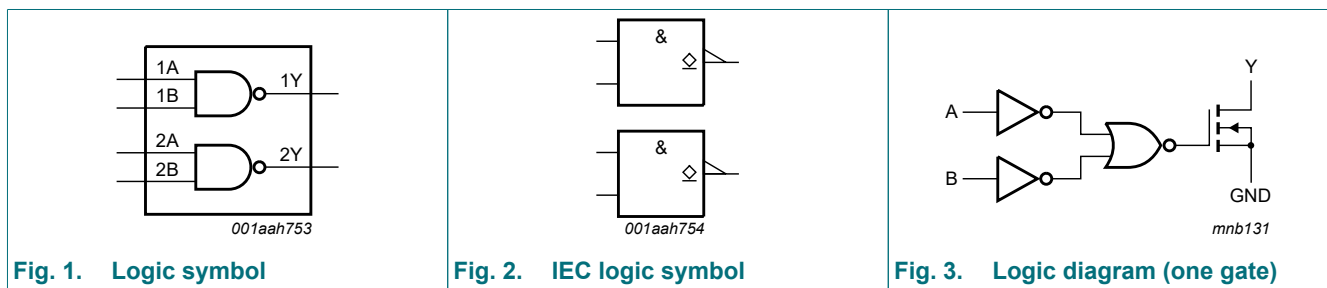 1A
1B
1Y
2A
2B
2Y
001aah753
Fig. 1. Logic symbol
&
&
001aah754
Fig. 2. IEC logic symbol
A
B
Y
GND
mnb131
Fig. 3. Logic diagram (one gate)